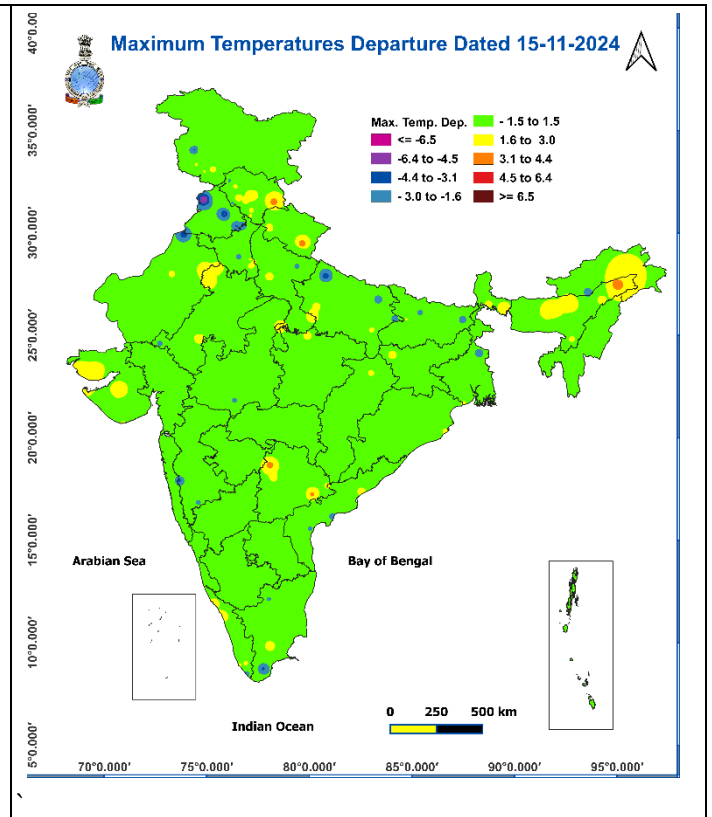 Maximum Temperatures Departure Dated 15-11-2024
Max. Temp. Dep.
<= -6.5
-6.4 to -4.5
-4.4 to -3.1
- 3.0 to -1.6
- 1.5 to 1.5
1.6 to 3.0
3.1 to 4.4
4.5 to 6.4
>= 6.5
40°0.000'
35°0.000'
30°0.000'
25°0.000'
20°0.000'
15°0.000'
10°0.000'
5°0.000'
Arabian Sea
Bay of Bengal
Indian Ocean
0 250 500 km
70°0.000' 75°0.000' 80°0.000' 85°0.000' 90°0.000' 95°0.000'
`